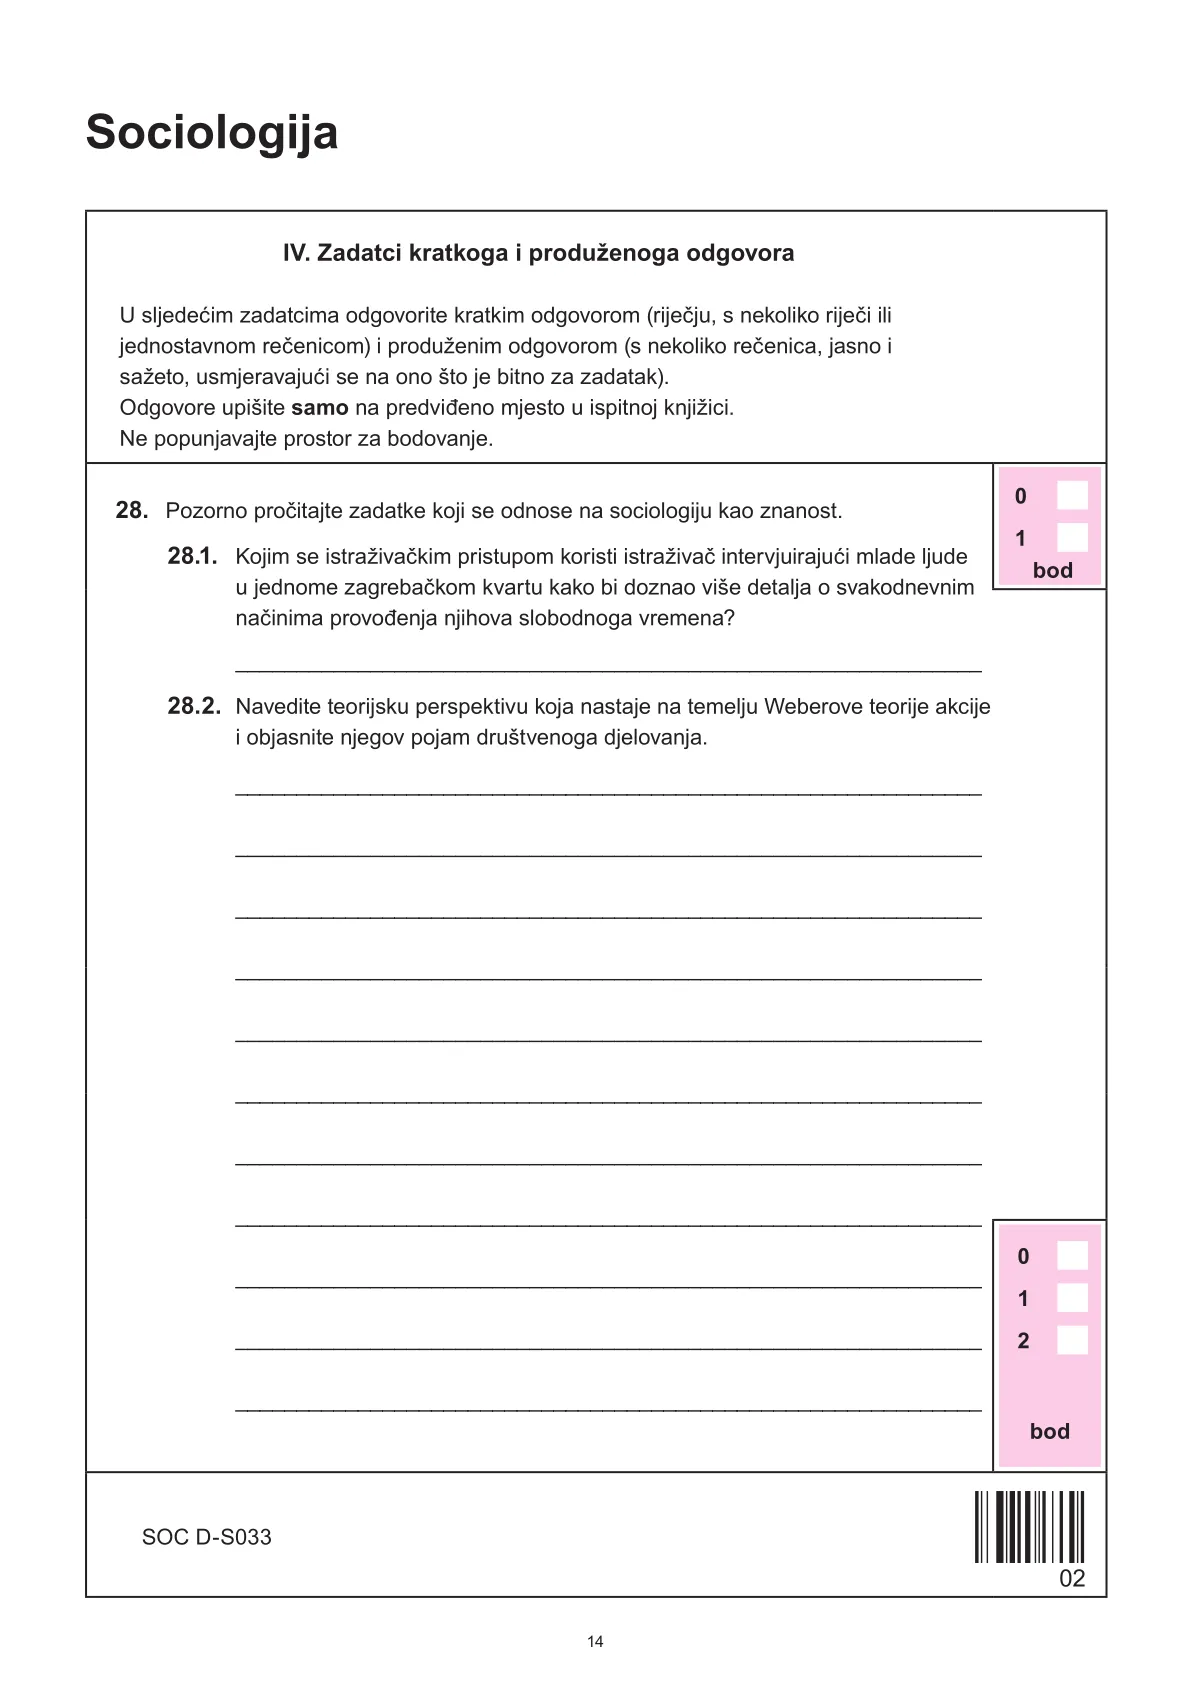 Sociologija
IV. Zadatci kratkoga i produženoga odgovora
U sljedećim zadatcima odgovorite kratkim odgovorom (riječju, s nekoliko riječi ili
jednostavnom rečenicom) i produženim odgovorom (s nekoliko rečenica, jasno i
sažeto, usmjeravajući se na ono što je bitno za zadatak).
Odgovore upišite samo na predviđeno mjesto u ispitnoj knjižici.
Ne popunjavajte prostor za bodovanje.
28. Pozorno pročitajte zadatke koji se odnose na sociologiju kao znanost.
0
1
bod
28.1. Kojim se istraživačkim pristupom koristi istraživač intervjuirajući mlade ljude
u jednome zagrebačkom kvartu kako bi doznao više detalja o svakodnevnim
načinima provođenja njihova slobodnoga vremena?
28.2. Navedite teorijsku perspektivu koja nastaje na temelju Weberove teorije akcije
i objasnite njegov pojam društvenoga djelovanja.
0
1
2
bod
SOC D-S033
02
14